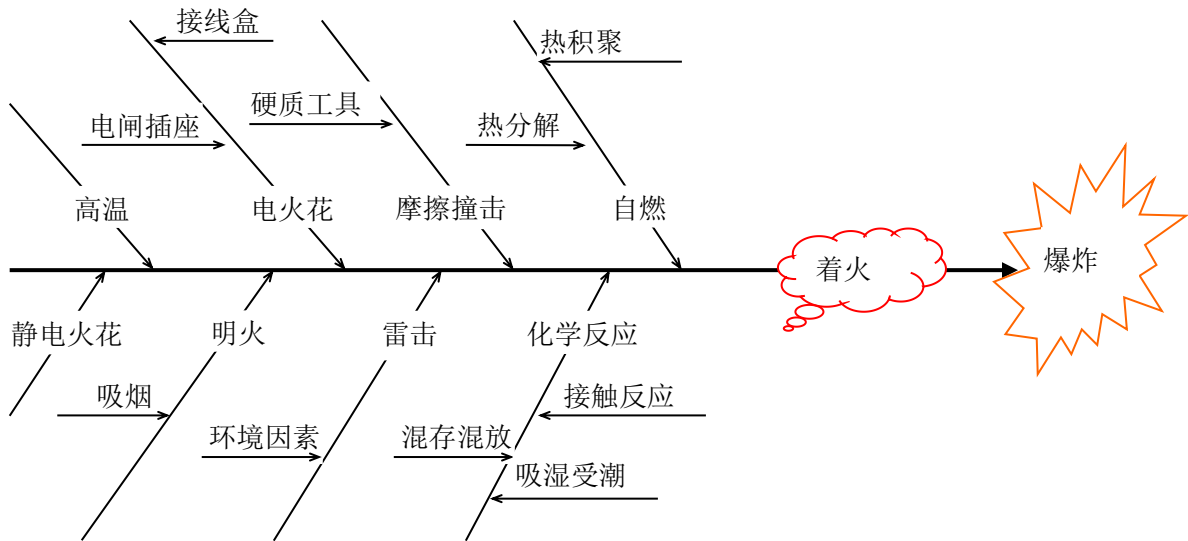 接线盒
热积聚
硬质工具
电闸插座
热分解
高温
电火花
摩擦撞击
自燃
着火
爆炸
静电火花
明火
雷击
化学反应
吸烟
接触反应
环境因素
混存混放
吸湿受潮